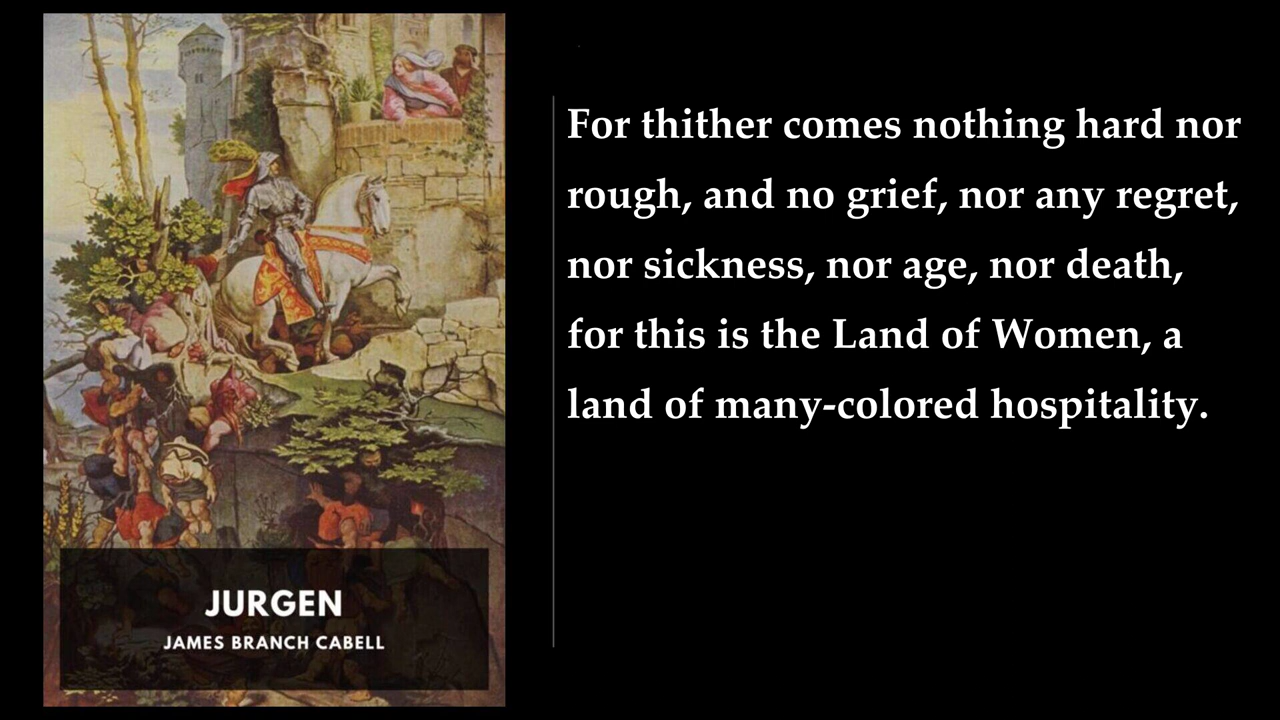 For thither comes nothing hard nor
rough, and no grief, nor any regret,
nor sickness, nor age, nor death,
for this is the Land of Women, a
land of many-colored hospitality.
JURGEN
JAMES BRANCH CABELL